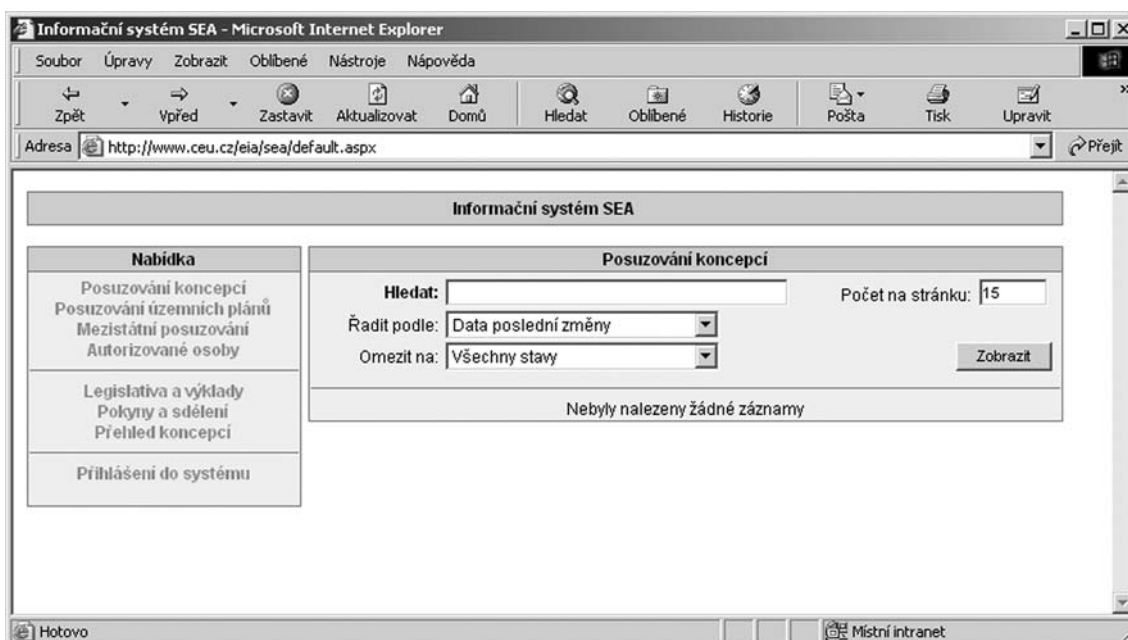 Informační systém SEA - Microsoft Internet Explorer
Soubor Úpravy Zobrazit Oblíbené Nástroje Nápověda
Zpět Vpřed Zastavit Aktualizovat Domů Hledat Oblíbené Historie Pošta Tisk Upravit
Adresa http://www.ceu.cz/eia/sea/default.aspx Přejít
Informační systém SEA
Nabídka
Posuzování koncepcí
Posuzování územních plánů
Mezistátní posuzování
Autorizované osoby
Legislativa a výklady
Pokyny a sdělení
Přehled koncepcí
Přihlášení do systému
Posuzování koncepcí
Hledat: Počet na stránku: 15
Řadit podle: Data poslední změny
Omezit na: Všechny stavy Zobrazit
Nebyly nalezeny žádné záznamy
Hotovo Místní intranet